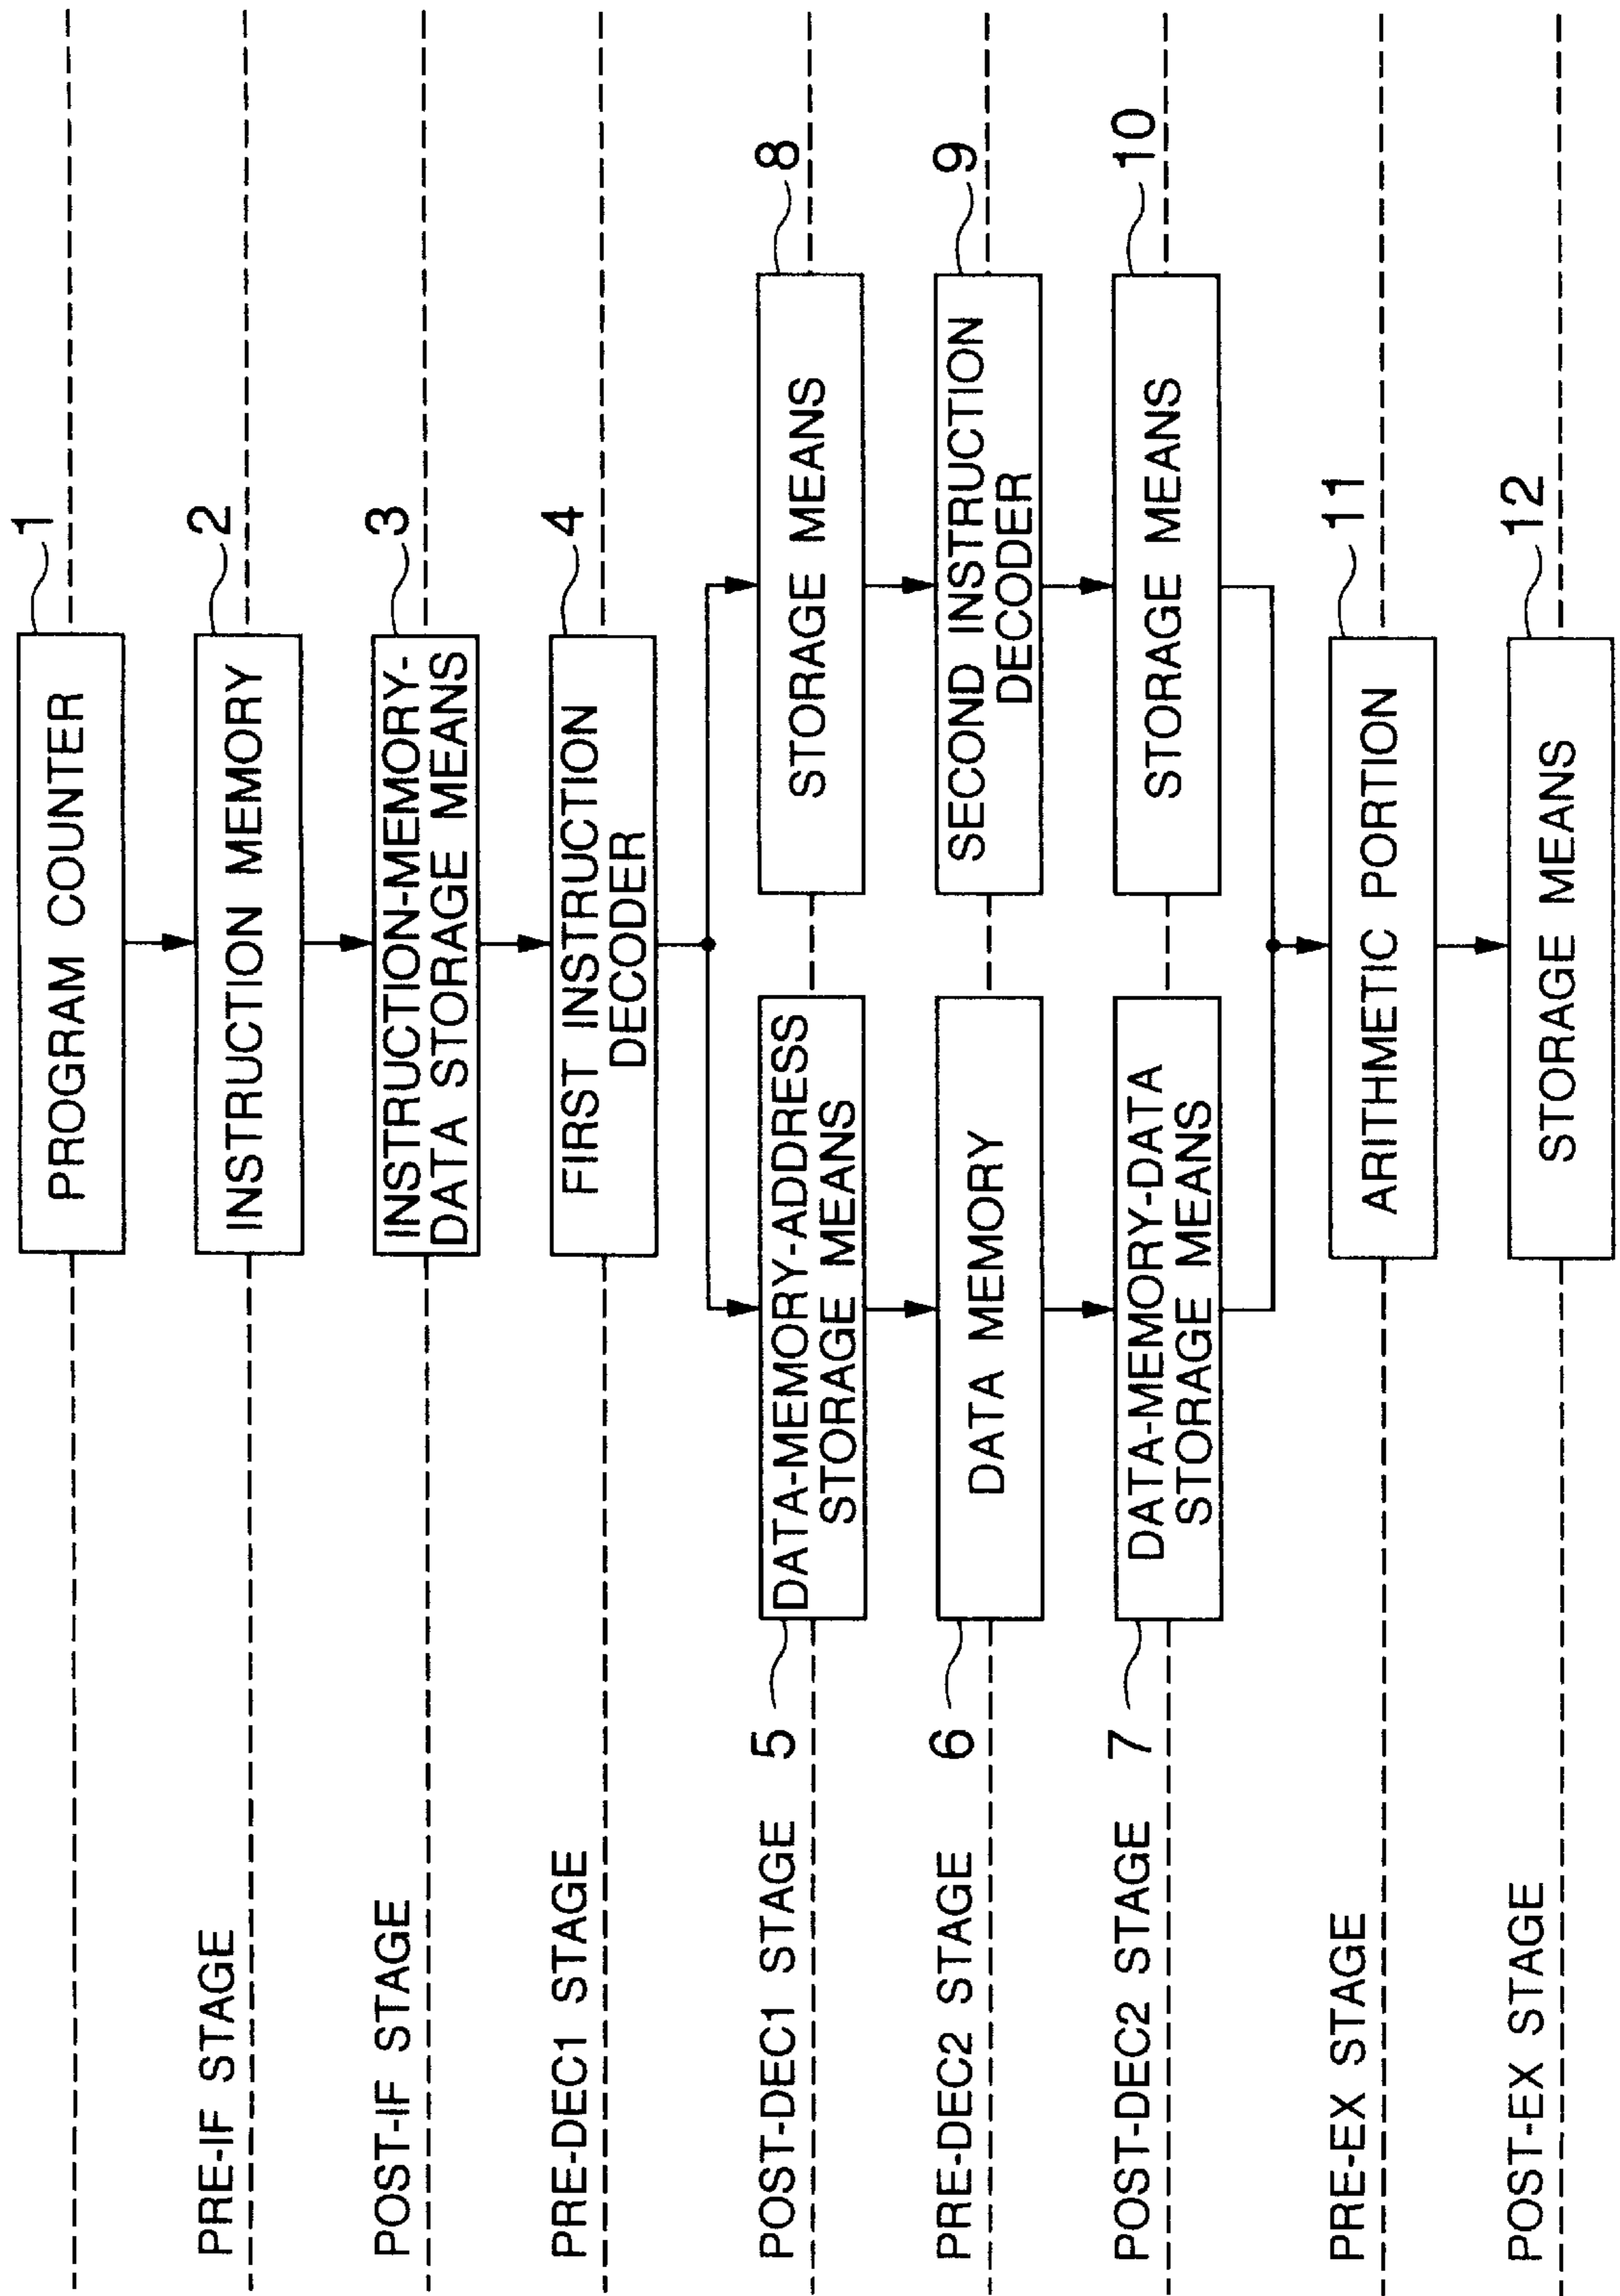 1
PROGRAM COUNTER
PRE-IF STAGE
2
INSTRUCTION MEMORY
POST-IF STAGE
3
INSTRUCTION-MEMORY-
DATA STORAGE MEANS
PRE-DEC1 STAGE
4
FIRST INSTRUCTION
DECODER
POST-DEC1 STAGE
5
DATA-MEMORY-ADDRESS
STORAGE MEANS
8
STORAGE MEANS
PRE-DEC2 STAGE
6
DATA MEMORY
9
SECOND INSTRUCTION
DECODER
POST-DEC2 STAGE
7
DATA-MEMORY-DATA
STORAGE MEANS
10
STORAGE MEANS
PRE-EX STAGE
11
ARITHMETIC PORTION
POST-EX STAGE
12
STORAGE MEANS